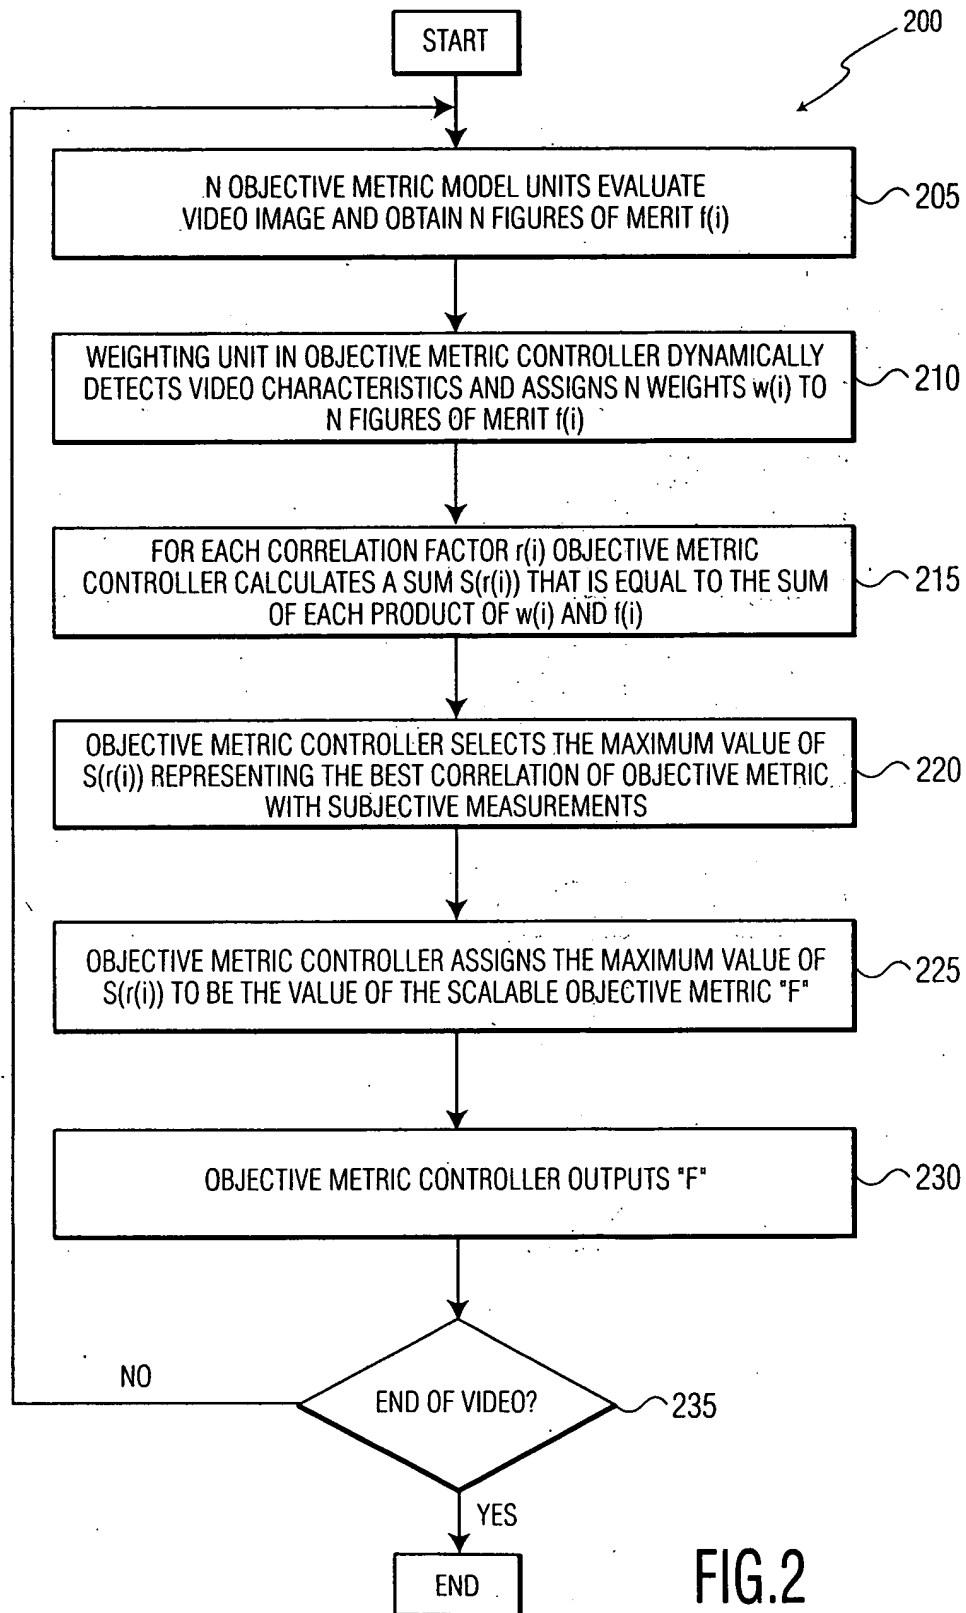 START
200
N OBJECTIVE METRIC MODEL UNITS EVALUATE
VIDEO IMAGE AND OBTAIN N FIGURES OF MERIT f(i)
205
WEIGHTING UNIT IN OBJECTIVE METRIC CONTROLLER DYNAMICALLY
DETECTS VIDEO CHARACTERISTICS AND ASSIGNS N WEIGHTS w(i) TO
N FIGURES OF MERIT f(i)
210
FOR EACH CORRELATION FACTOR r(i) OBJECTIVE METRIC
CONTROLLER CALCULATES A SUM S(r(i)) THAT IS EQUAL TO THE SUM
OF EACH PRODUCT OF w(i) AND f(i)
215
OBJECTIVE METRIC CONTROLLER SELECTS THE MAXIMUM VALUE OF
S(r(i)) REPRESENTING THE BEST CORRELATION OF OBJECTIVE METRIC
WITH SUBJECTIVE MEASUREMENTS
220
OBJECTIVE METRIC CONTROLLER ASSIGNS THE MAXIMUM VALUE OF
S(r(i)) TO BE THE VALUE OF THE SCALABLE OBJECTIVE METRIC "F"
225
OBJECTIVE METRIC CONTROLLER OUTPUTS "F"
230
NO
END OF VIDEO?
235
YES
END
FIG.2